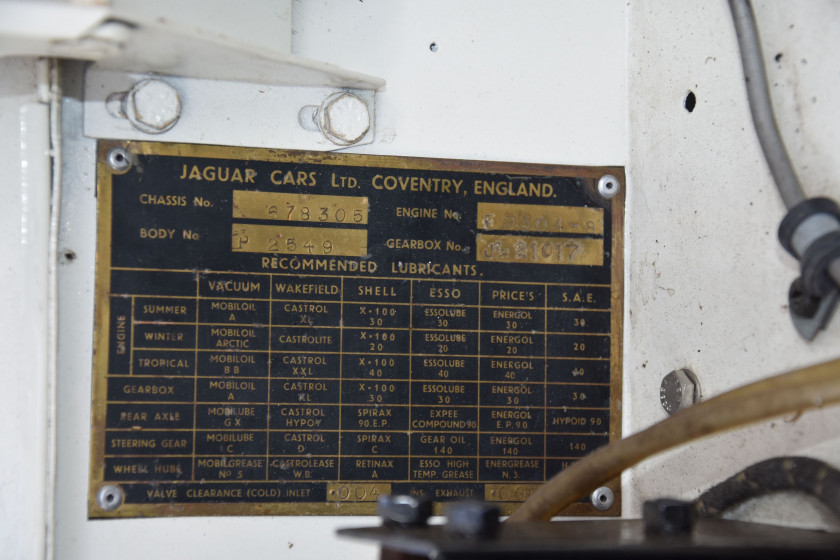 JAGUAR CARS LTD. COVENTRY, ENGLAND.
CHASSIS No. 678305 ENGINE No.
BODY No P 2549 GEARBOX No. JL 31017
RECOMMENDED LUBRICANTS.
VACUUM WAKEFIELD SHELL ESSO PRICE'S S.A.E.
ENGINE
SUMMER MOBILOIL A CASTROL XL X-100 30 ESSOLUBE 30 ENERGOL 30 30
WINTER MOBILOIL ARCTIC CASTROLITE X-100 20 ESSOLUBE 20 ENERGOL 20 20
TROPICAL MOBILOIL BB CASTROL XXL X-100 40 ESSOLUBE 40 ENERGOL 40 40
GEARBOX MOBILOIL A CASTROL XL X-100 30 ESSOLUBE 30 ENERGOL 30 30
REAR AXLE MOBILUBE GX CASTROL HYPOY SPIRAX 90.E.P. EXPEE COMPOUND 90 ENERGOL E.P. 90 HYPOID 90
STEERING GEAR MOBILUBE C CASTROL D SPIRAX C GEAR OIL 140 ENERGOL 140 140
WHEEL HUBS MOBILGREASE No 5 CASTROLEASE W.B. RETINAX A ESSO HIGH TEMP. GREASE ENERGREASE N.3.
VALVE CLEARANCE (COLD) INLET .004 INS. EXHAUST